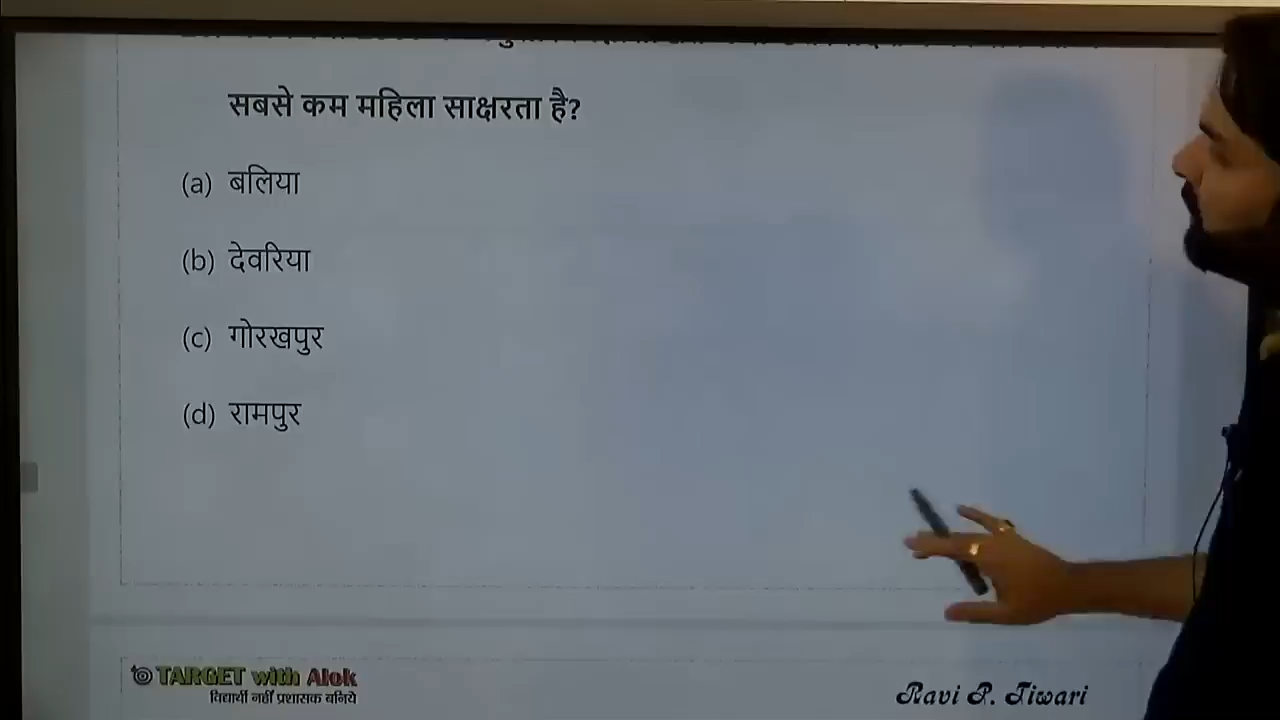 सबसे कम महिला साक्षरता है?
(a) बलिया
(b) देवरिया
(c) गोरखपुर
(d) रामपुर
TARGET with Alok
विद्यार्थी नहीं प्रशासक बनिये
Ravi P. Tiwari